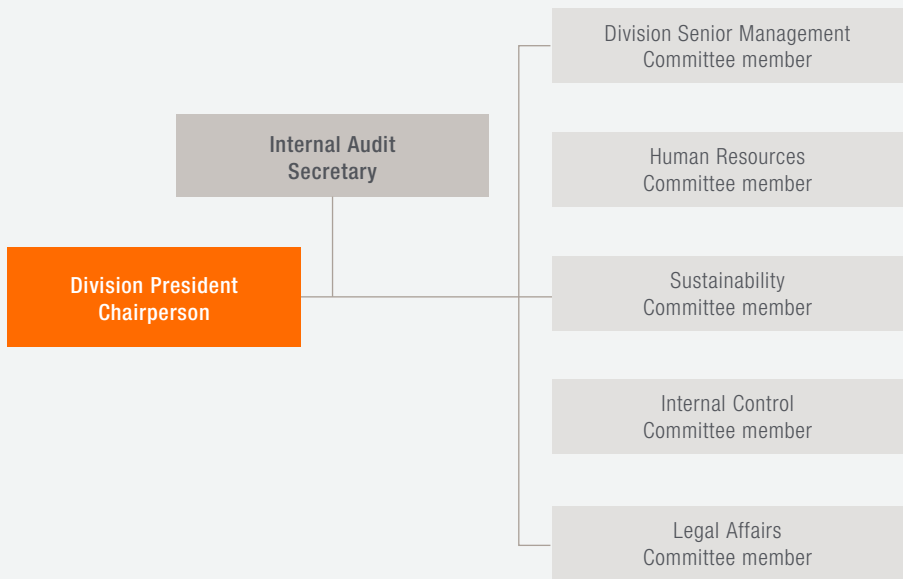 Division Senior Management
Committee member
Internal Audit
Secretary
Human Resources
Committee member
Division President
Chairperson
Sustainability
Committee member
Internal Control
Committee member
Legal Affairs
Committee member